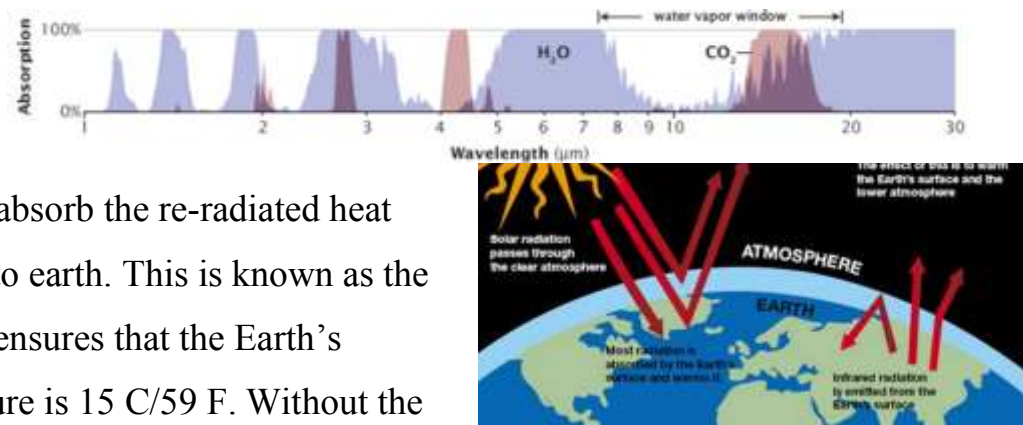 water vapor window
Absorption
100%
0%
H₂O
CO₂
1 2 3 4 5 6 7 8 9 10 20 30
Wavelength (µm)
absorb the re-radiated heat
o earth. This is known as the
ensures that the Earth’s
ure is 15 C/59 F. Without the
The effect of this is to warm
the Earth's surface and the
lower atmosphere
Solar radiation
passes through
the clear atmosphere
ATMOSPHERE
EARTH
Most radiation is
absorbed by the Earth's
surface and warms it
Infrared radiation
is emitted from the
Earth's surface